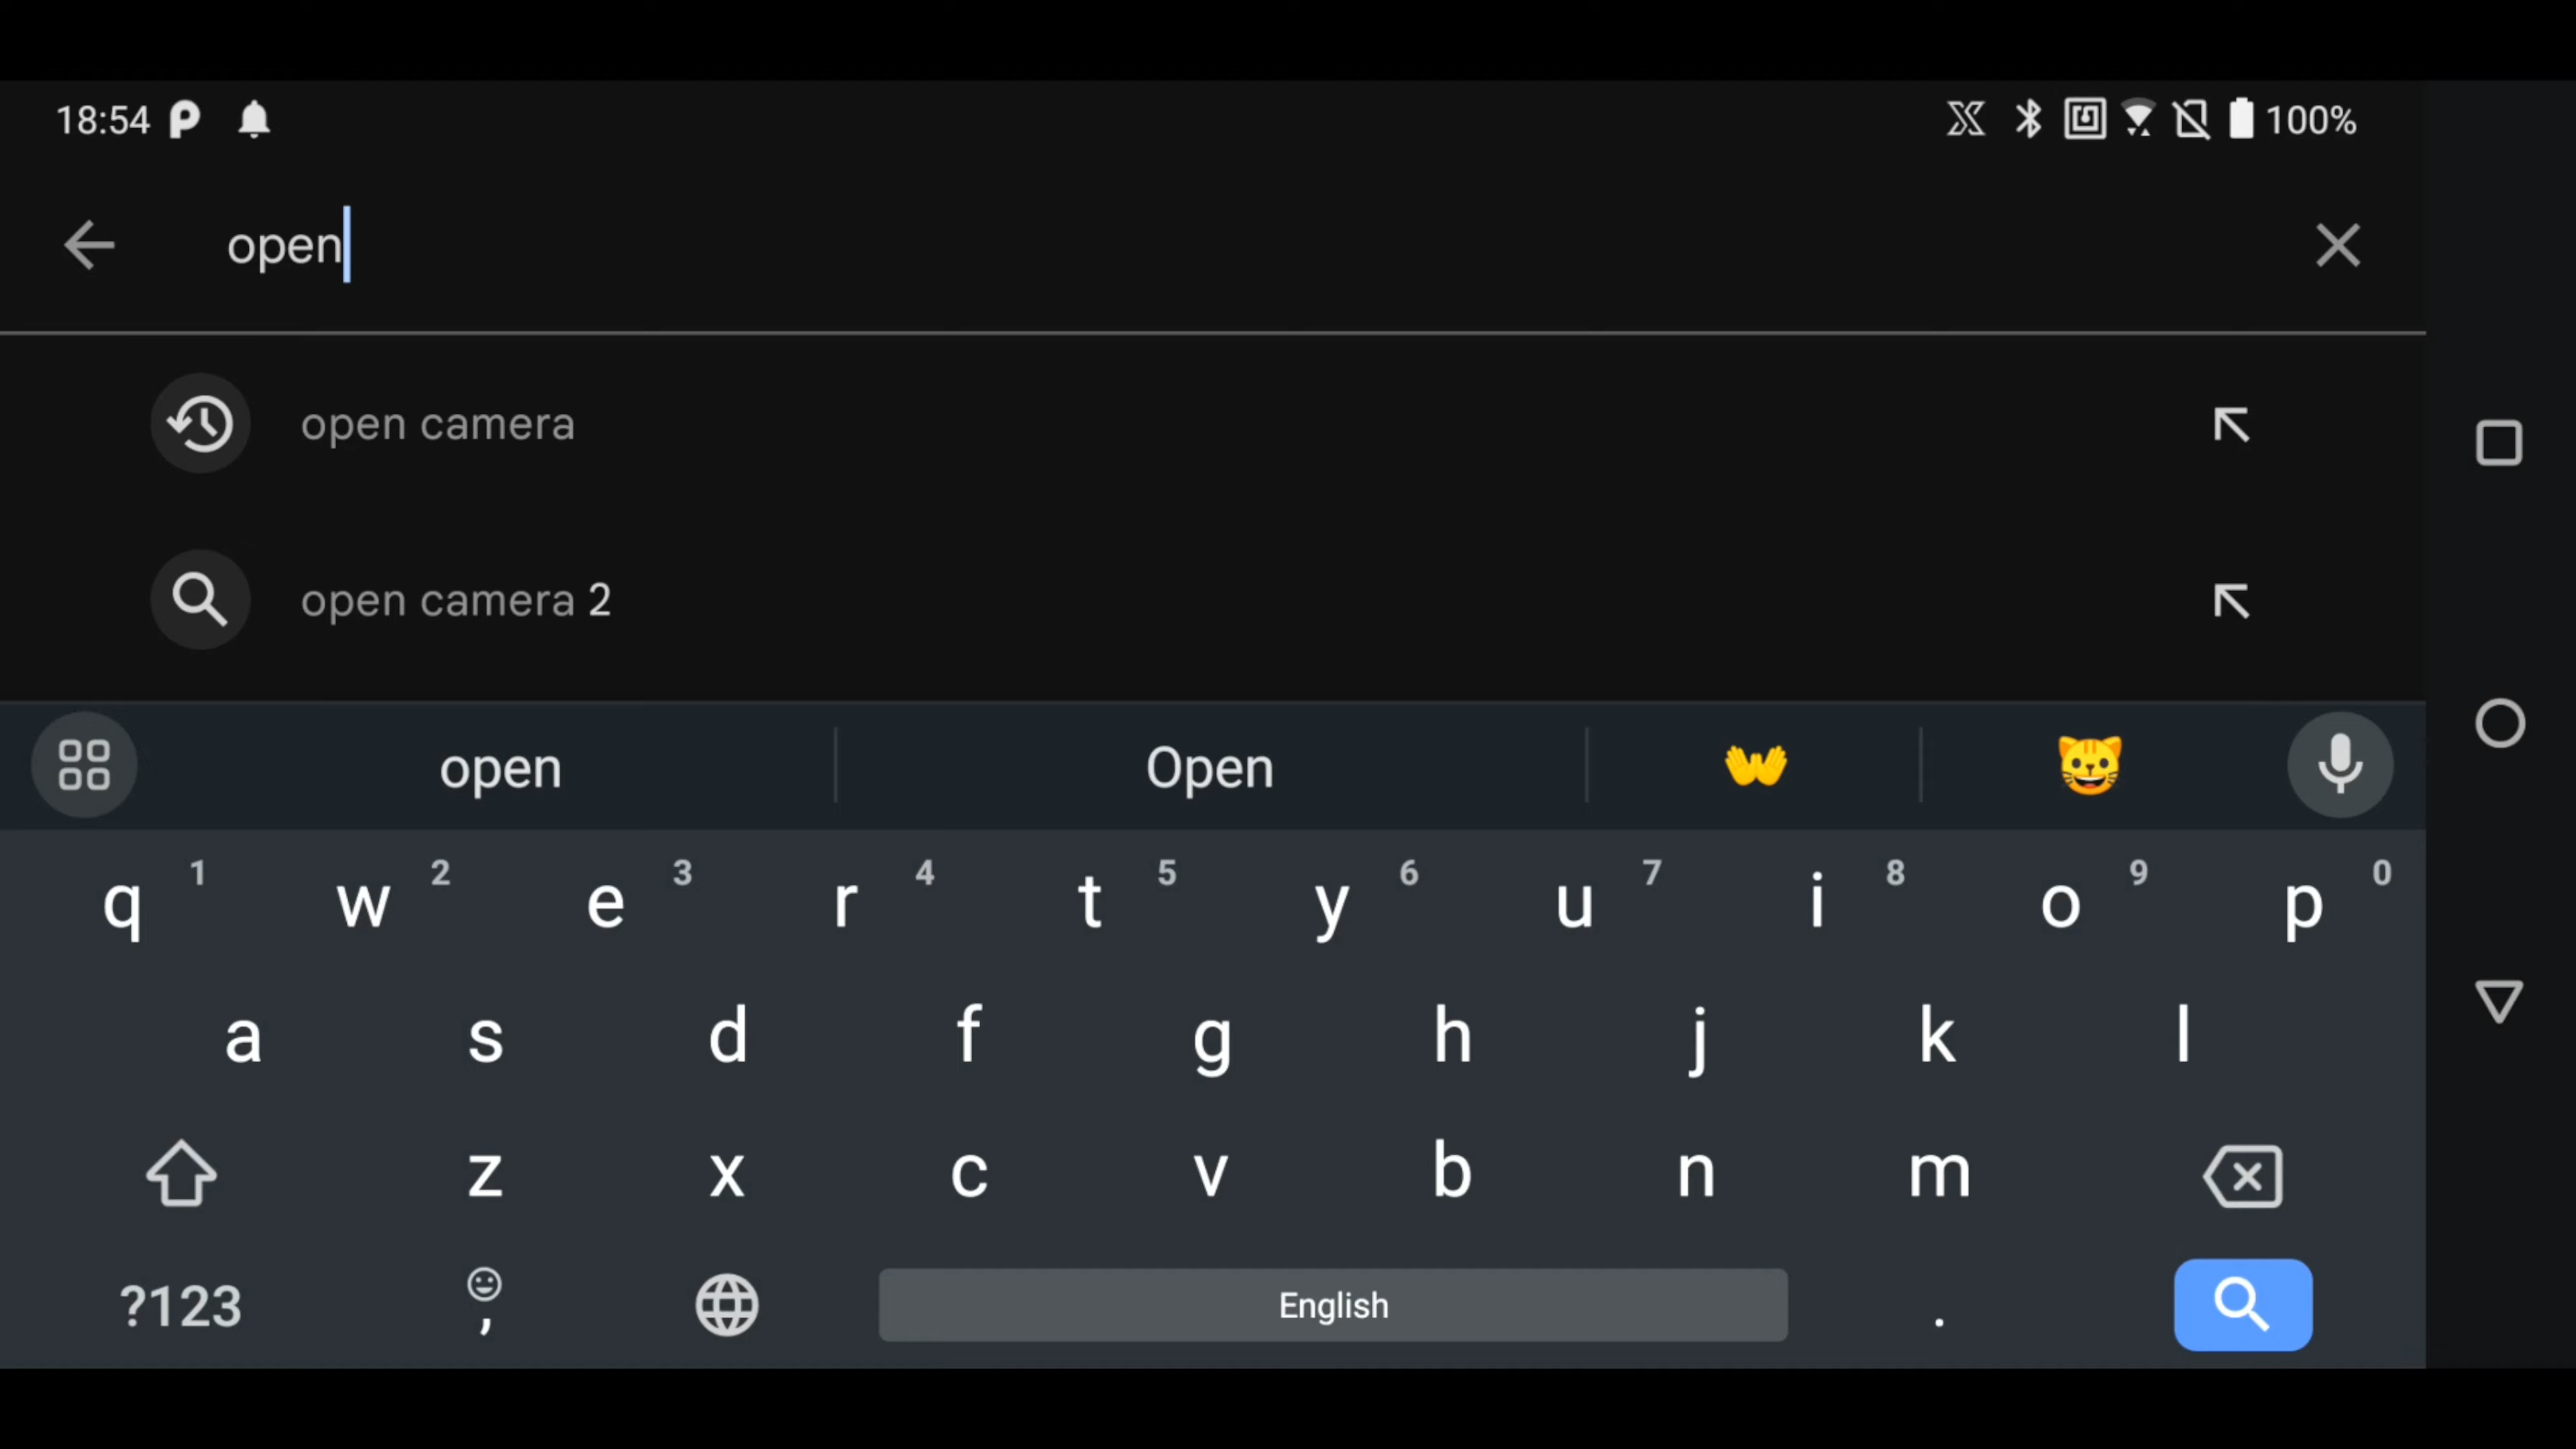 18:54
100%
open
open camera
open camera 2
open Open
q 1 w 2 e 3 r 4 t 5 y 6 u 7 i 8 o 9 p 0
a s d f g h j k l
z x c v b n m
?123 , English .